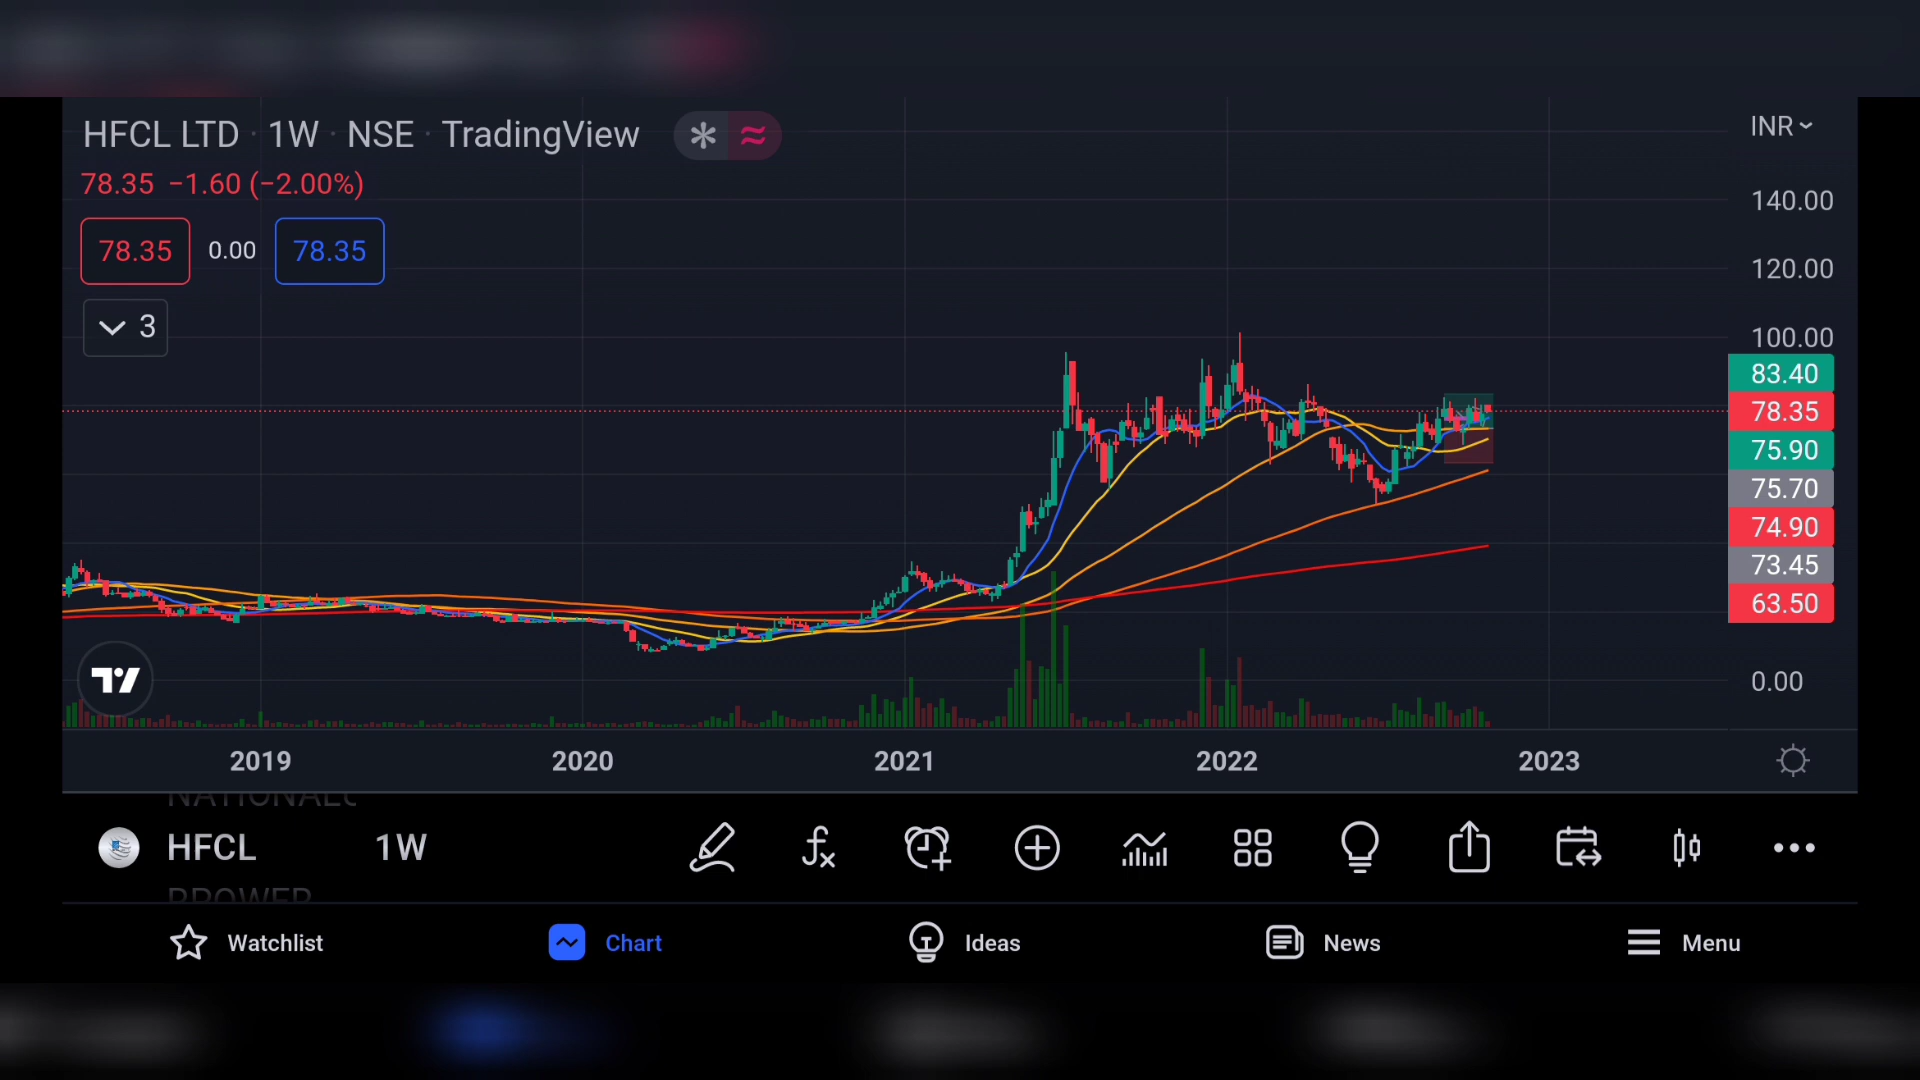 HFCL LTD · 1W · NSE · TradingView
INR
78.35 −1.60 (−2.00%)
78.35 0.00 78.35
3
140.00
120.00
100.00
83.40
78.35
75.90
75.70
74.90
73.45
63.50
0.00
2019 2020 2021 2022 2023
HFCL 1W
Watchlist Chart Ideas News Menu